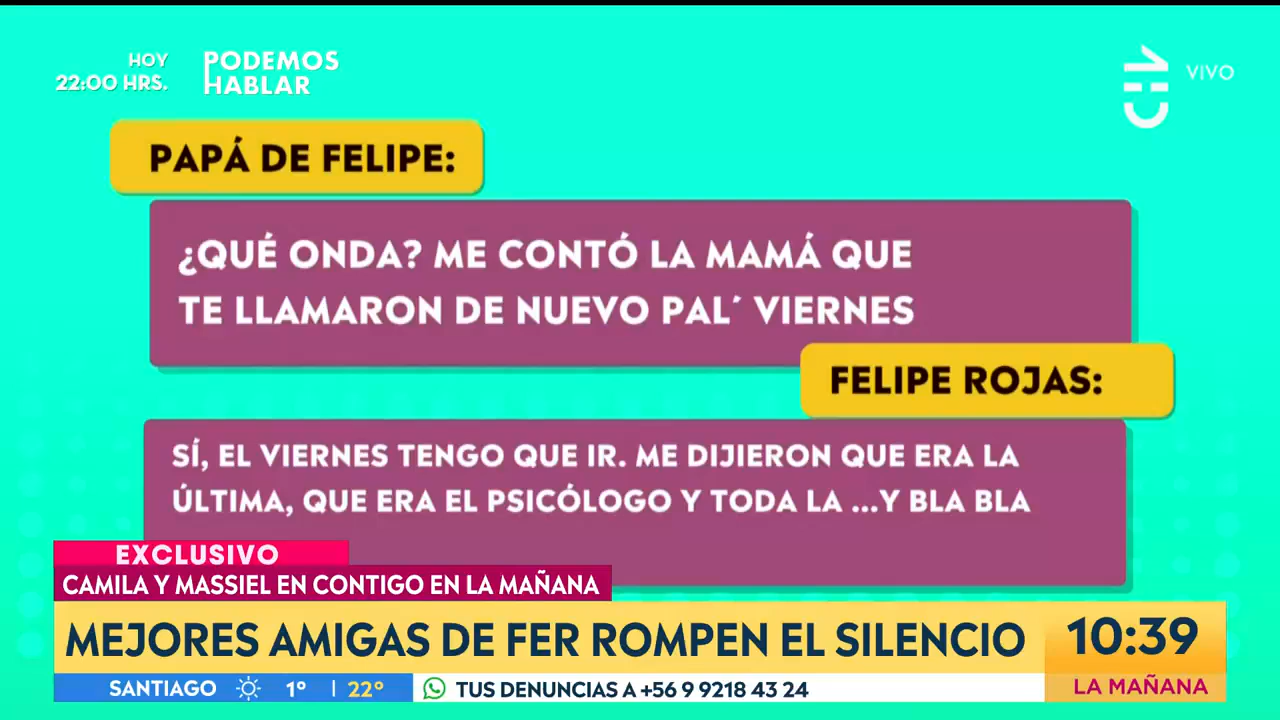 HOY
22:00 HRS.
PODEMOS
HABLAR
CHV
VIVO
PAPÁ DE FELIPE:
¿QUÉ ONDA? ME CONTÓ LA MAMÁ QUE
TE LLAMARON DE NUEVO PAL´ VIERNES
FELIPE ROJAS:
SÍ, EL VIERNES TENGO QUE IR. ME DIJIERON QUE ERA LA
ÚLTIMA, QUE ERA EL PSICÓLOGO Y TODA LA ...Y BLA BLA
EXCLUSIVO
CAMILA Y MASSIEL EN CONTIGO EN LA MAÑANA
MEJORES AMIGAS DE FER ROMPEN EL SILENCIO
10:39
LA MAÑANA
SANTIAGO 1° | 22°
TUS DENUNCIAS A +56 9 9218 43 24